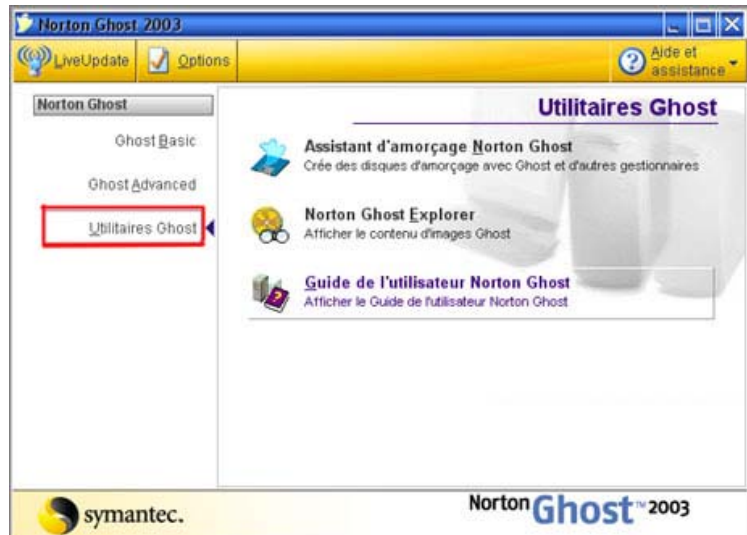 Norton Ghost 2003
LiveUpdate
Options
Aide et
assistance
Norton Ghost
Ghost Basic
Ghost Advanced
Utilitaires Ghost
Utilitaires Ghost
Assistant d'amorçage Norton Ghost
Crée des disques d'amorçage avec Ghost et d'autres gestionnaires
Norton Ghost Explorer
Afficher le contenu d'images Ghost
Guide de l'utilisateur Norton Ghost
Afficher le Guide de l'utilisateur Norton Ghost
symantec.
Norton Ghost™ 2003